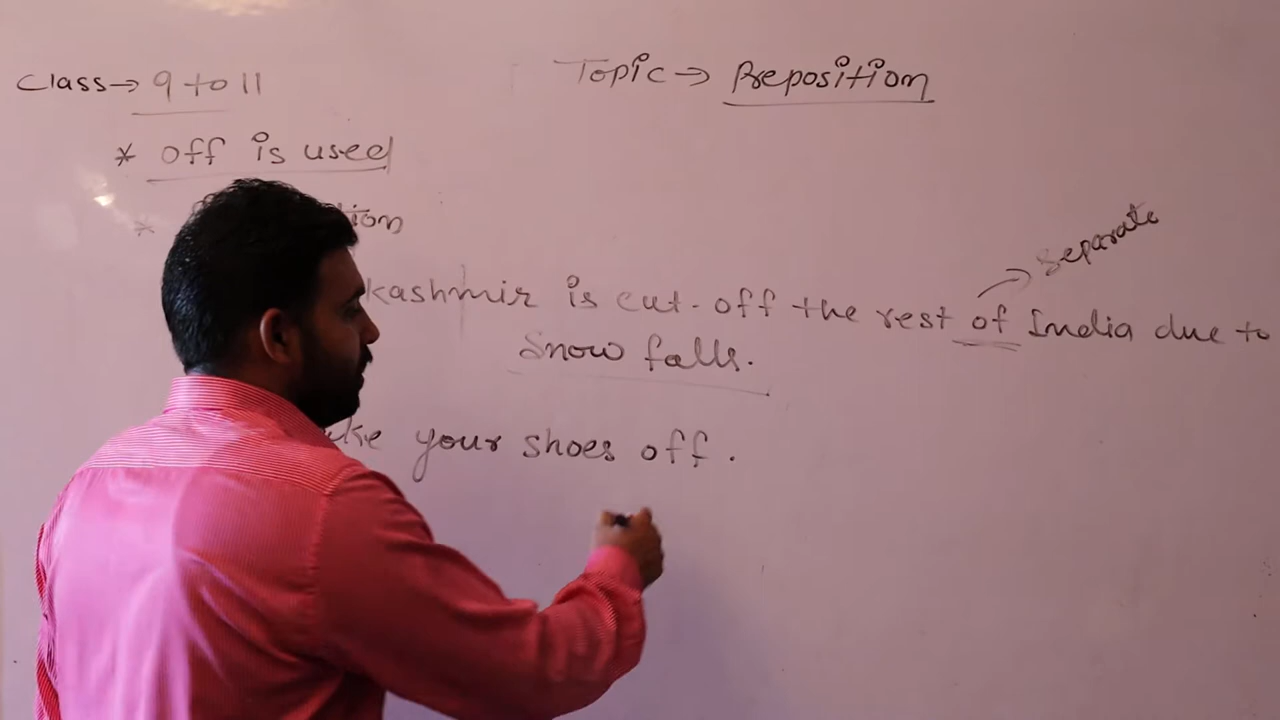 Class→ 9 to 11
Topic → Preposition
* off is used
*
separate
kashmir is cut-off the rest of India due to
Snow falls.
your shoes off.